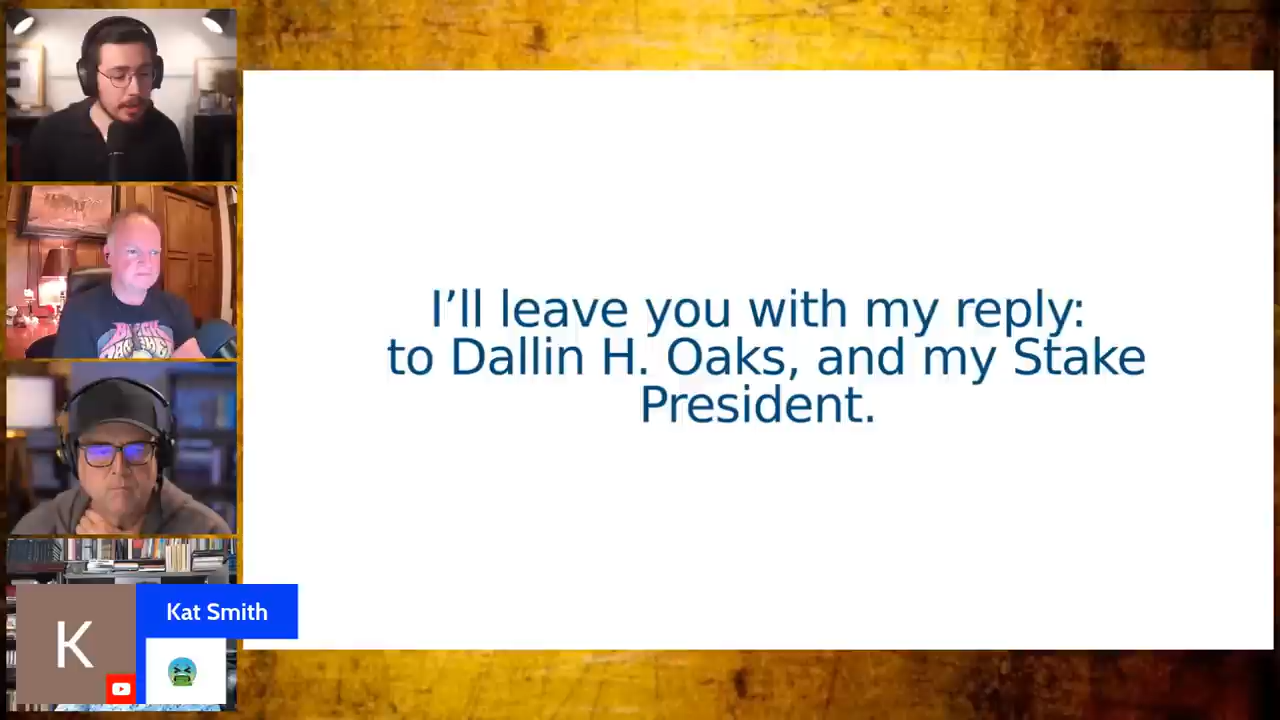 I’ll leave you with my reply:
to Dallin H. Oaks, and my Stake
President.
K
Kat Smith